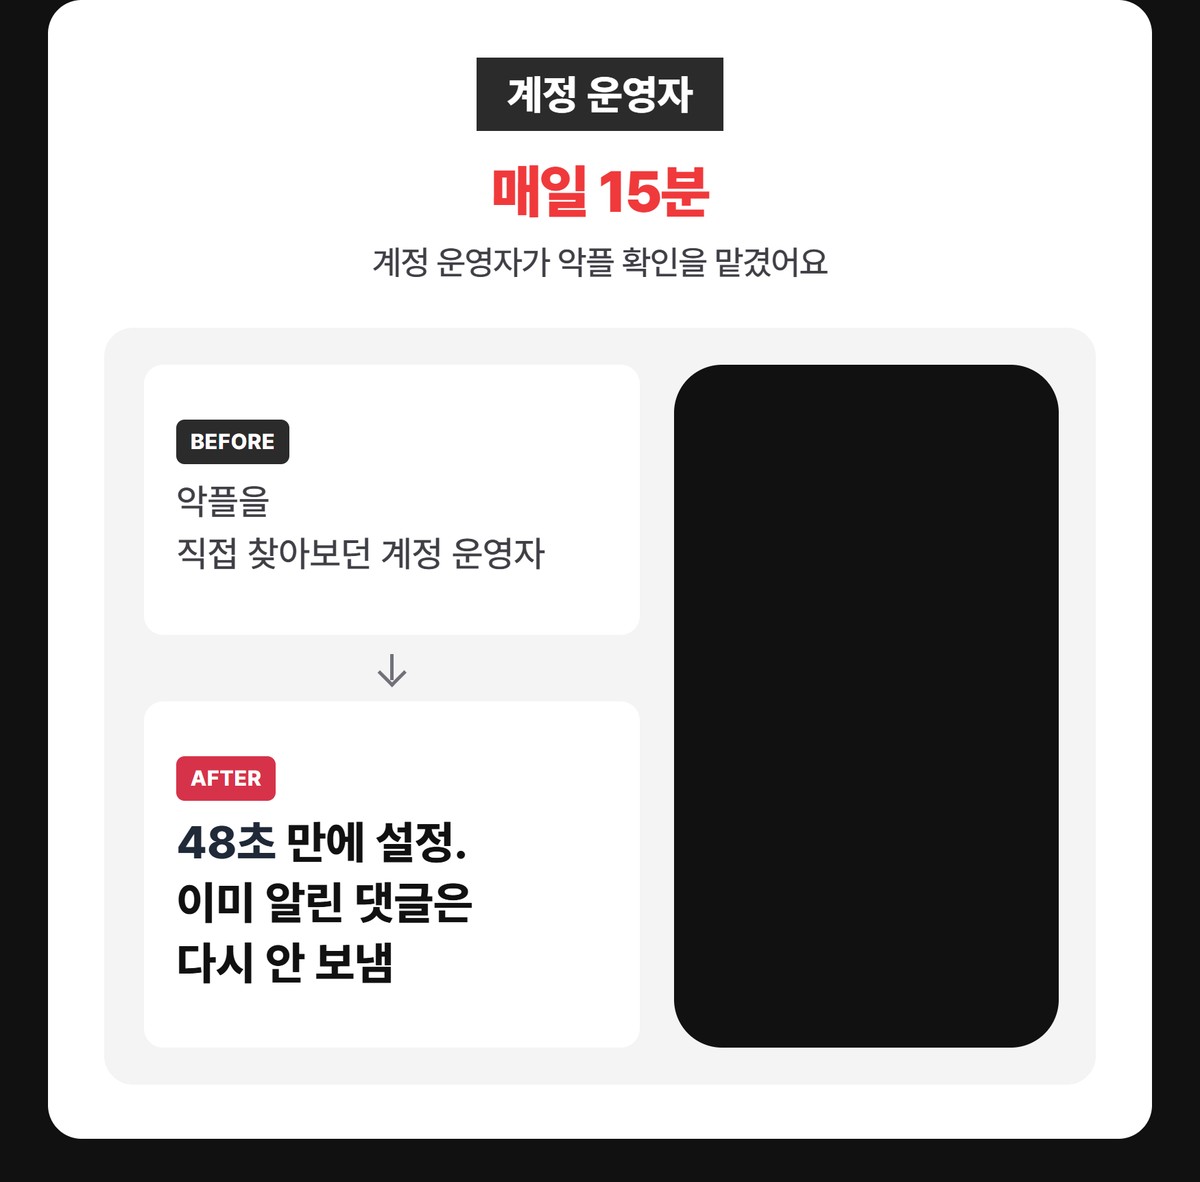 계정 운영자
매일 15분
계정 운영자가 악플 확인을 맡겼어요
BEFORE
악플을
직접 찾아보던 계정 운영자
AFTER
48초 만에 설정.
이미 알린 댓글은
다시 안 보냄